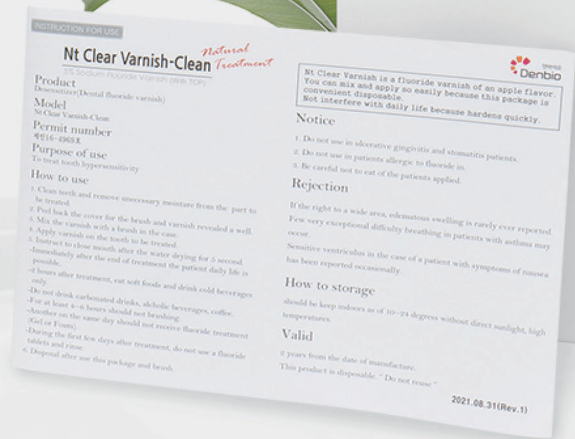 INSTRUCTION FOR USE
Nt Clear Varnish-Clean Natural Treatment
5% Sodium Fluoride Varnish (With TCP)
Product
Desensitizer(Dental fluoride varnish)
Model
Nt Clear Varnish-Clean
Permit number
제인16-4969호
Purpose of use
To treat tooth hypersensitivity
How to use
1. Clean teeth and remove unnecessary moisture from the part to
be treated.
2. Peel back the cover for the brush and varnish revealed a well.
3. Mix the varnish with a brush in the case.
4. Apply varnish on the tooth to be treated.
5. Instruct to close mouth after the water drying for 5 second.
-Immediately after the end of treatment the patient daily life is
possible.
-2 hours after treatment, eat soft foods and drink cold beverages
only.
-Do not drink carbonated drinks, alcholic beverages, coffee.
-For at least 4~6 hours should not brushing.
-Another on the same day should not receive fluoride treatment
(Gel or Foam)
-During the first few days after treatment, do not use a fluoride
tablets and rinse.
6. Disposal after use this package and brush.
Denbio
Nt Clear Varnish is a fluoride varnish of an apple flavor.
You can mix and apply so easily because this package is
convenient disposable.
Not interfere with daily life because hardens quickly.
Notice
1. Do not use in ulcerative gingivitis and stomatitis patients.
2. Do not use in patients allergic to fluoride in.
3. Be careful not to eat of the patients applied.
Rejection
If the right to a wide area, edematous swelling is rarely ever reported.
Few very exceptional difficulty breathing in patients with asthma may
occur.
Sensitive ventriculus in the case of a patient with symptoms of nausea
has been reported occasionally.
How to storage
should be keep indoors as of 10~24 degrees without direct sunlight, high
temperatures.
Valid
2 years from the date of manufacture.
This product is disposable. " Do not reuse "
2021.08.31(Rev.1)